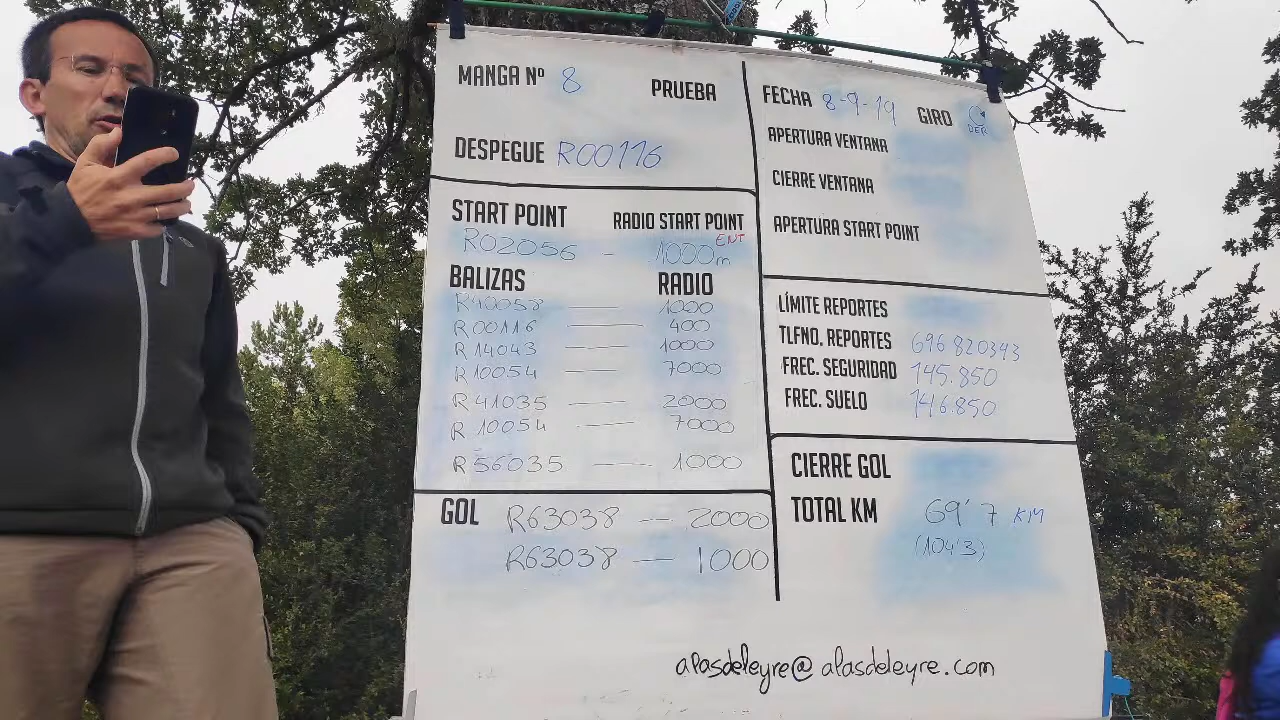 MANGA Nº 8 PRUEBA
DESPEGUE R00116
START POINT RADIO START POINT
R02056 - 1000m ENT
BALIZAS RADIO
R40058 — 1000
R00116 — 400
R14043 — 1000
R10054 — 7000
R41035 — 2000
R10054 — 7000
R56035 — 1000
GOL R63038 — 2000
R63038 — 1000
FECHA 8-9-19 GIRO DER
APERTURA VENTANA
CIERRE VENTANA
APERTURA START POINT
LÍMITE REPORTES
TLFNO. REPORTES 696820343
FREC. SEGURIDAD 145.850
FREC. SUELO 146.850
CIERRE GOL
TOTAL KM 69'7 KM
(104'3)
alasdeleyre@alasdeleyre.com